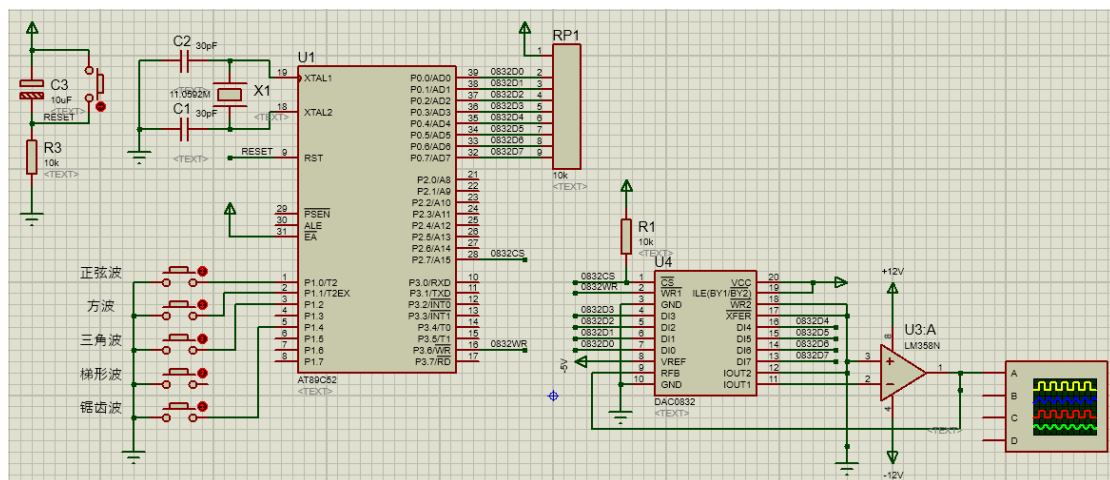 C3
10uF
<TEXT>
RESET
R3
10k
<TEXT>
C2 30pF
<TEXT>
11.0592M
X1
<TEXT>
C1 30pF
<TEXT>
RESET
U1
19 XTAL1
18 XTAL2
9 RST
29 PSEN
30 ALE
31 EA
1 P1.0/T2
2 P1.1/T2EX
3 P1.2
4 P1.3
5 P1.4
6 P1.5
7 P1.6
8 P1.7
P0.0/AD0 39 0832D0
P0.1/AD1 38 0832D1
P0.2/AD2 37 0832D2
P0.3/AD3 36 0832D3
P0.4/AD4 35 0832D4
P0.5/AD5 34 0832D5
P0.6/AD6 33 0832D6
P0.7/AD7 32 0832D7
P2.0/A8 21
P2.1/A9 22
P2.2/A10 23
P2.3/A11 24
P2.4/A12 25
P2.5/A13 26
P2.6/A14 27
P2.7/A15 28 0832CS
P3.0/RXD 10
P3.1/TXD 11
P3.2/INT0 12
P3.3/INT1 13
P3.4/T0 14
P3.5/T1 15
P3.6/WR 16 0832WR
P3.7/RD 17
AT89C52
<TEXT>
正弦波
方波
三角波
梯形波
锯齿波
RP1
1
2
3
4
5
6
7
8
9
10k
<TEXT>
R1
10k
<TEXT>
U4
0832CS 1 CS
0832WR 2 WR1
3 GND
0832D3 4 DI3
0832D2 5 DI2
0832D1 6 DI1
0832D0 7 DI0
-5V 8 VREF
9 RFB
10 GND
VCC 20
ILE(BY1/BY2) 19
WR2 18
XFER 17
DI4 16 0832D4
DI5 15 0832D5
DI6 14 0832D6
DI7 13 0832D7
IOUT2 12
IOUT1 11
DAC0832
<TEXT>
+12V
U3:A
LM358N
8
3
2
1
4
<TEXT>
-12V
A
B
C
D